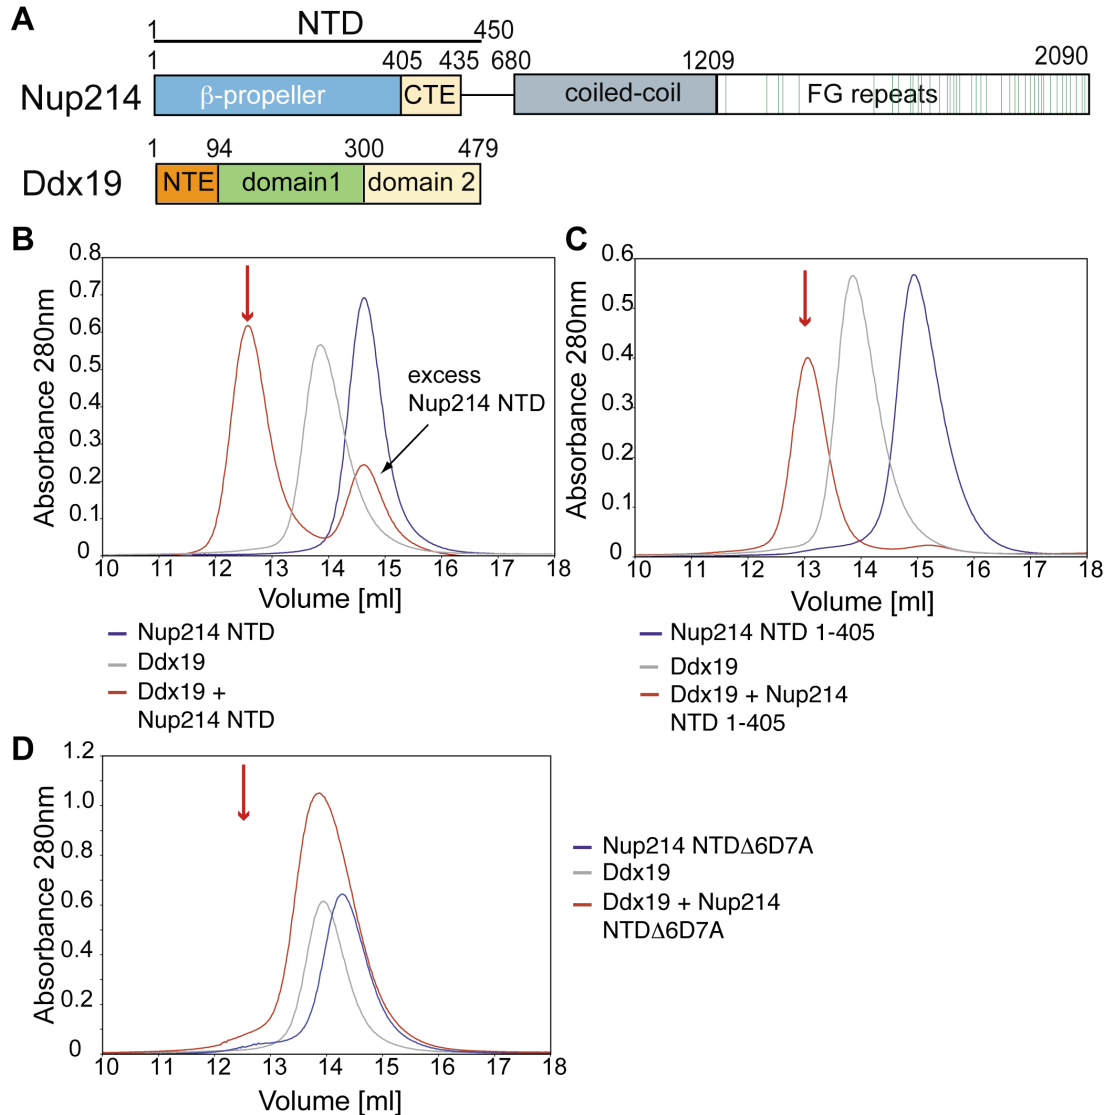 A
1 NTD 450
1 405 435 680 1209 2090
Nup214 β-propeller CTE coiled-coil FG repeats
1 94 300 479
Ddx19 NTE domain1 domain 2
B
0.8
0.7
0.6
0.5
0.4
0.3
0.2
0.1
0
Absorbance 280nm
excess
Nup214 NTD
10 11 12 13 14 15 16 17 18
Volume [ml]
Nup214 NTD
Ddx19
Ddx19 +
Nup214 NTD
C
0.6
0.5
0.4
0.3
0.2
0.1
0
Absorbance 280nm
10 11 12 13 14 15 16 17 18
Volume [ml]
Nup214 NTD 1-405
Ddx19
Ddx19 + Nup214
NTD 1-405
D
1.2
1.0
0.8
0.6
0.4
0.2
0
Absorbance 280nm
10 11 12 13 14 15 16 17 18
Volume [ml]
Nup214 NTDΔ6D7A
Ddx19
Ddx19 + Nup214
NTDΔ6D7A